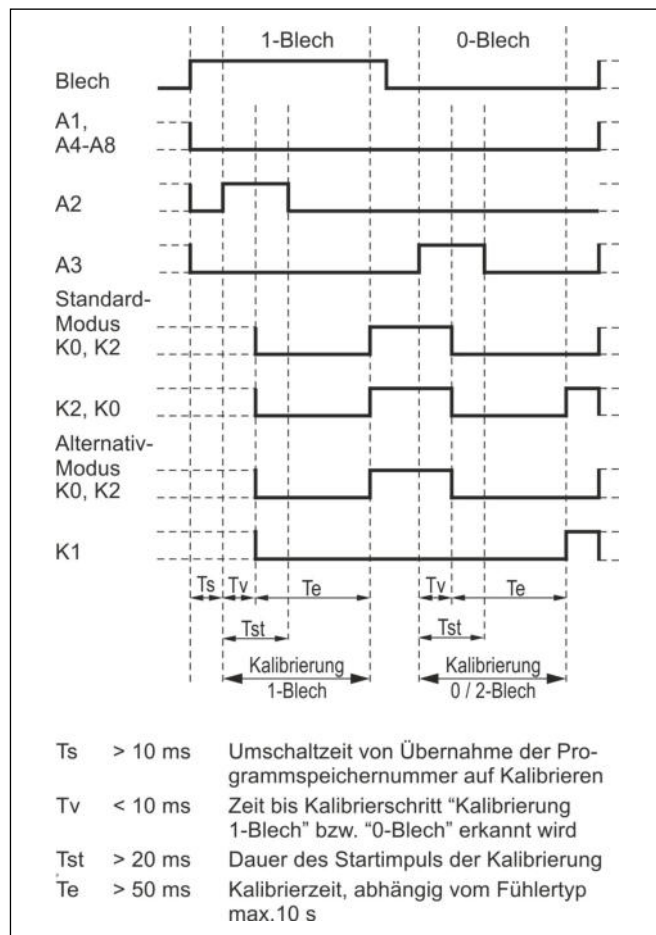 1-Blech 0-Blech
Blech
A1,
A4-A8
A2
A3
Standard-
Modus
K0, K2
K2, K0
Alternativ-
Modus
K0, K2
K1
Ts Tv Te Tv Te
Tst Tst
Kalibrierung Kalibrierung
1-Blech 0 / 2-Blech
Ts > 10 ms Umschaltzeit von Übernahme der Pro-
grammspeichernummer auf Kalibrieren
Tv < 10 ms Zeit bis Kalibrierschritt “Kalibrierung
1-Blech” bzw. “0-Blech” erkannt wird
Tst > 20 ms Dauer des Startimpuls der Kalibrierung
Te > 50 ms Kalibrierzeit, abhängig vom Fühlertyp
max.10 s